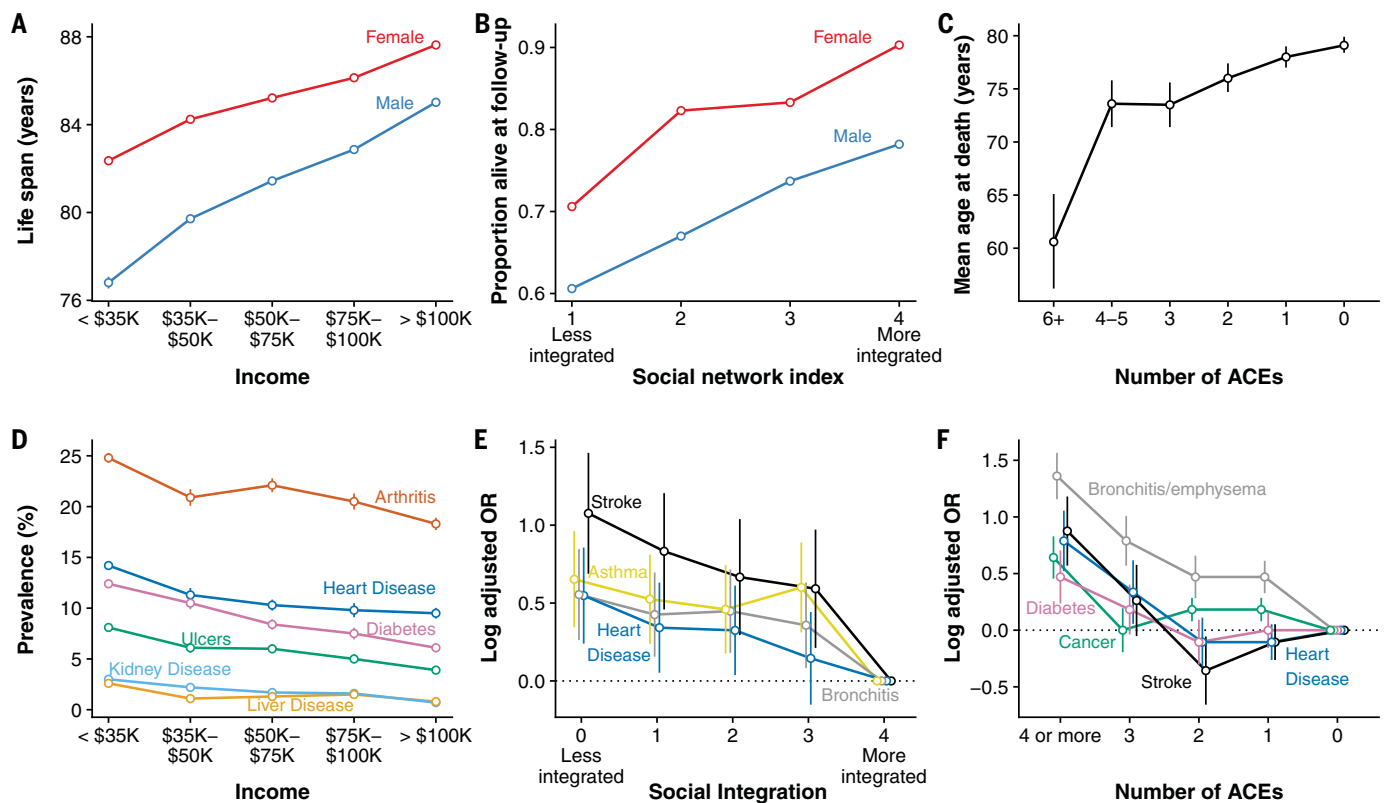 A
Life span (years)
88
84
80
76
Female
Male
< $35K
$35K–
$50K
$50K–
$75K
$75K–
$100K
> $100K
Income
B
Proportion alive at follow-up
0.9
0.8
0.7
0.6
Female
Male
1
2
3
4
Less
integrated
More
integrated
Social network index
C
Mean age at death (years)
80
75
70
65
60
6+
4–5
3
2
1
0
Number of ACEs
D
Prevalence (%)
25
20
15
10
5
0
Arthritis
Heart Disease
Diabetes
Ulcers
Kidney Disease
Liver Disease
< $35K
$35K–
$50K
$50K–
$75K
$75K–
$100K
> $100K
Income
E
Log adjusted OR
1.5
1.0
0.5
0.0
Stroke
Asthma
Heart
Disease
Bronchitis
0
1
2
3
4
Less
integrated
More
integrated
Social Integration
F
Log adjusted OR
1.5
1.0
0.5
0.0
−0.5
Bronchitis/emphysema
Diabetes
Cancer
Stroke
Heart
Disease
4 or more
3
2
1
0
Number of ACEs